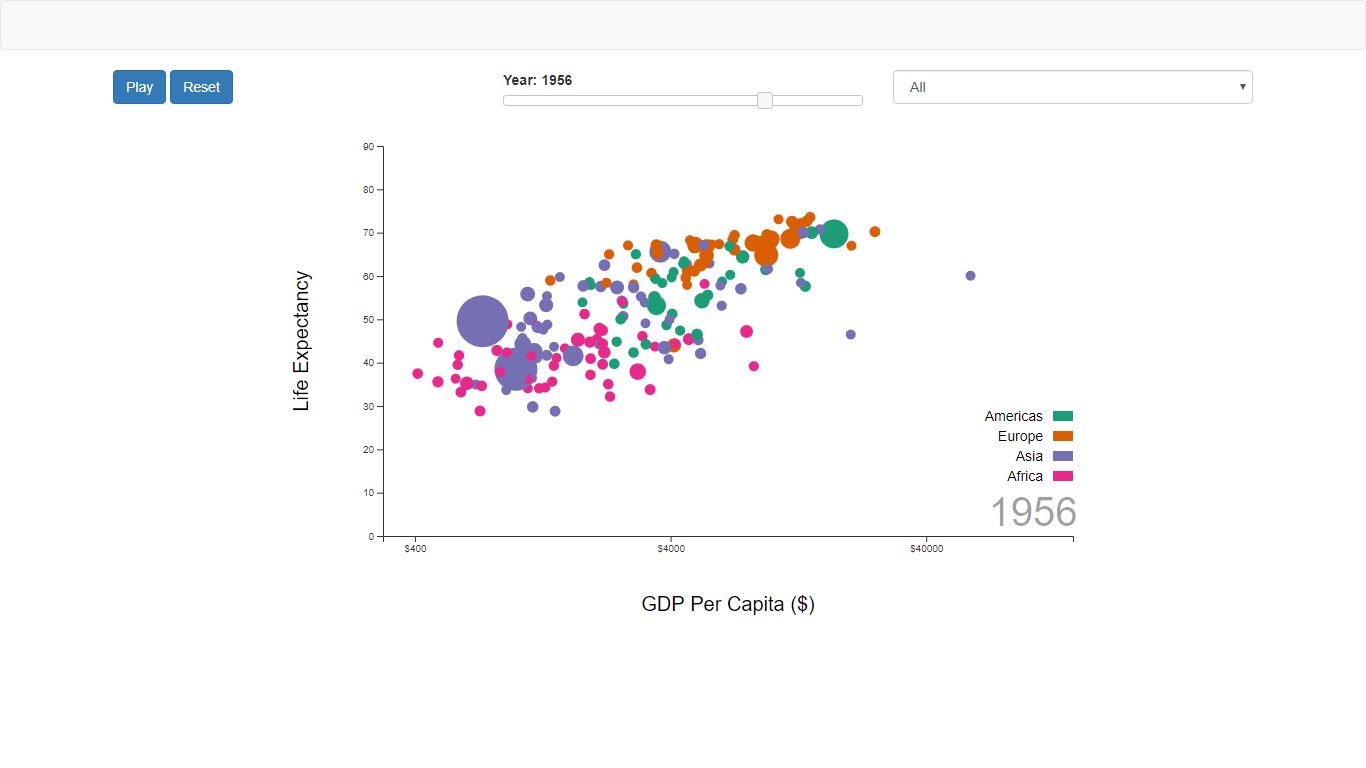 Play
Reset
Year: 1956
All
90
80
70
60
50
40
30
20
10
0
Life Expectancy
$400
$4000
$40000
GDP Per Capita ($)
Americas
Europe
Asia
Africa
1956